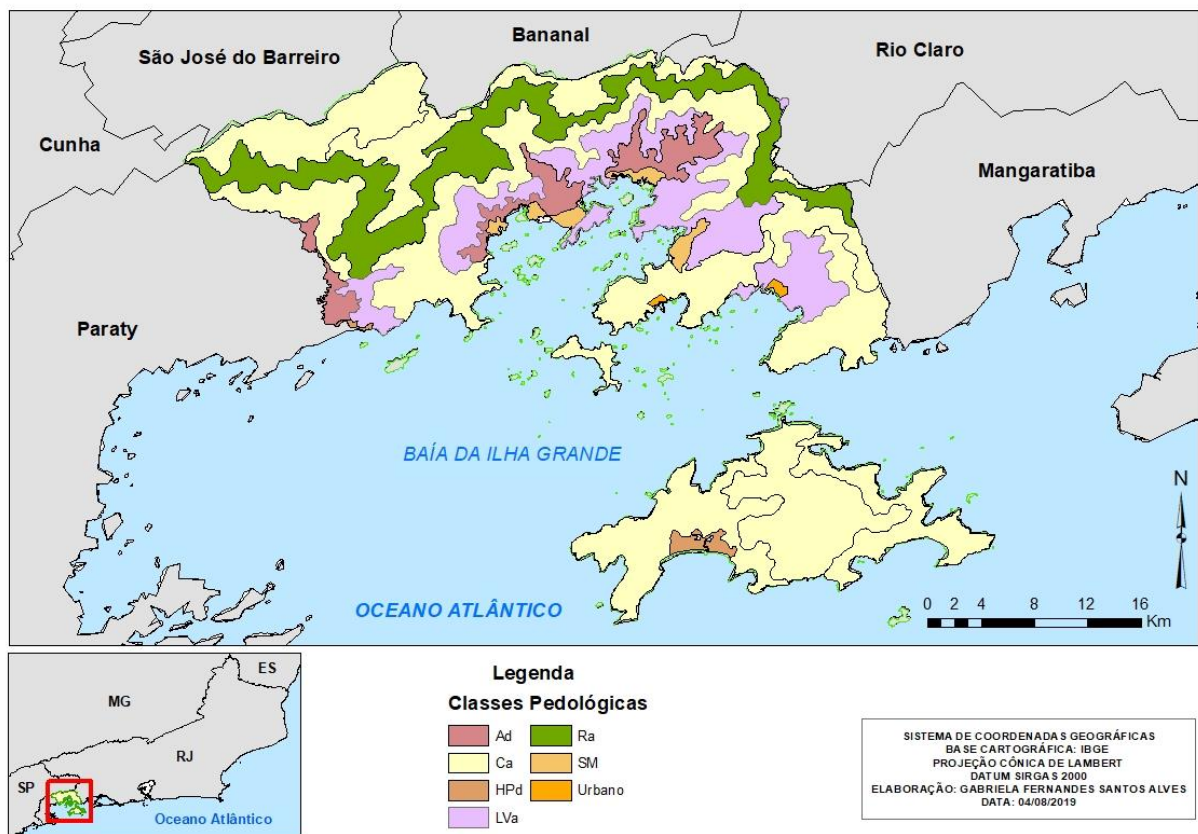 São José do Barreiro
Bananal
Rio Claro
Cunha
Mangaratiba
Paraty
BAÍA DA ILHA GRANDE
OCEANO ATLÂNTICO
N
0 2 4 8 12 16
Km
ES
MG
RJ
SP
Oceano Atlântico
Legenda
Classes Pedológicas
Ad
Ca
HPd
LVa
Ra
SM
Urbano
SISTEMA DE COORDENADAS GEOGRÁFICAS
BASE CARTOGRÁFICA: IBGE
PROJEÇÃO CÔNICA DE LAMBERT
DATUM SIRGAS 2000
ELABORAÇÃO: GABRIELA FERNANDES SANTOS ALVES
DATA: 04/08/2019